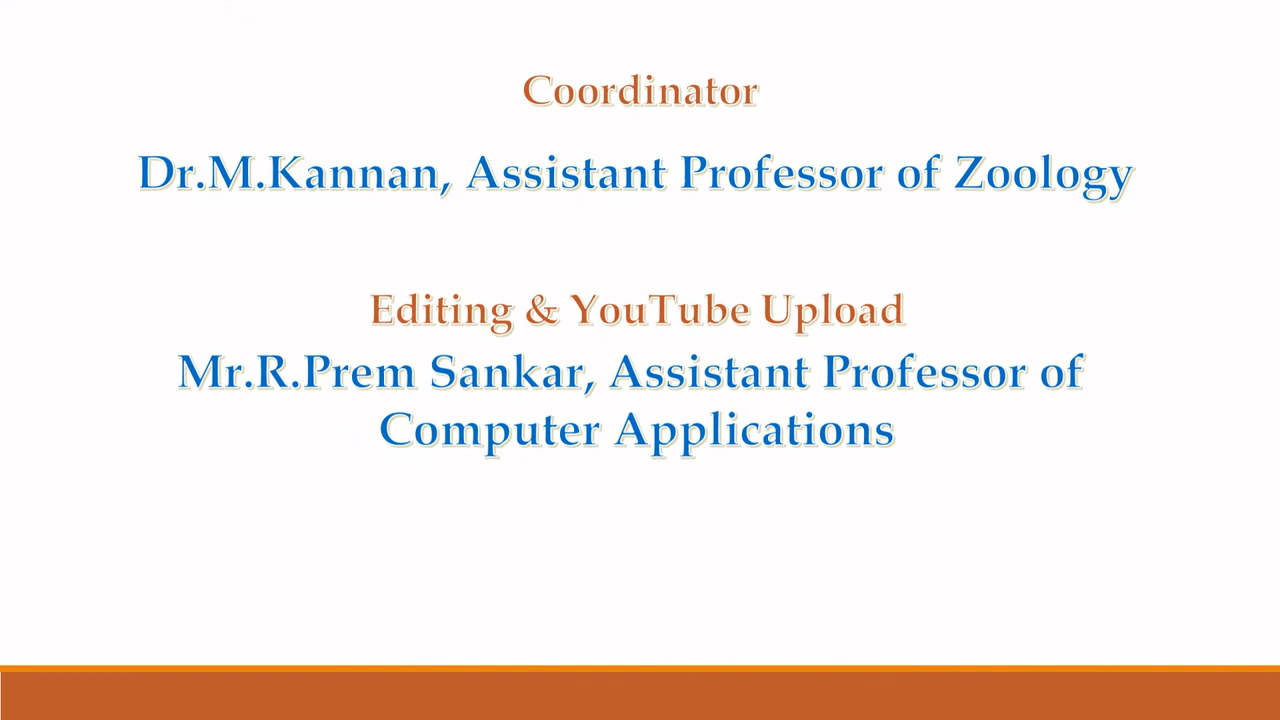 Coordinator
Dr.M.Kannan, Assistant Professor of Zoology
Editing & YouTube Upload
Mr.R.Prem Sankar, Assistant Professor of
Computer Applications